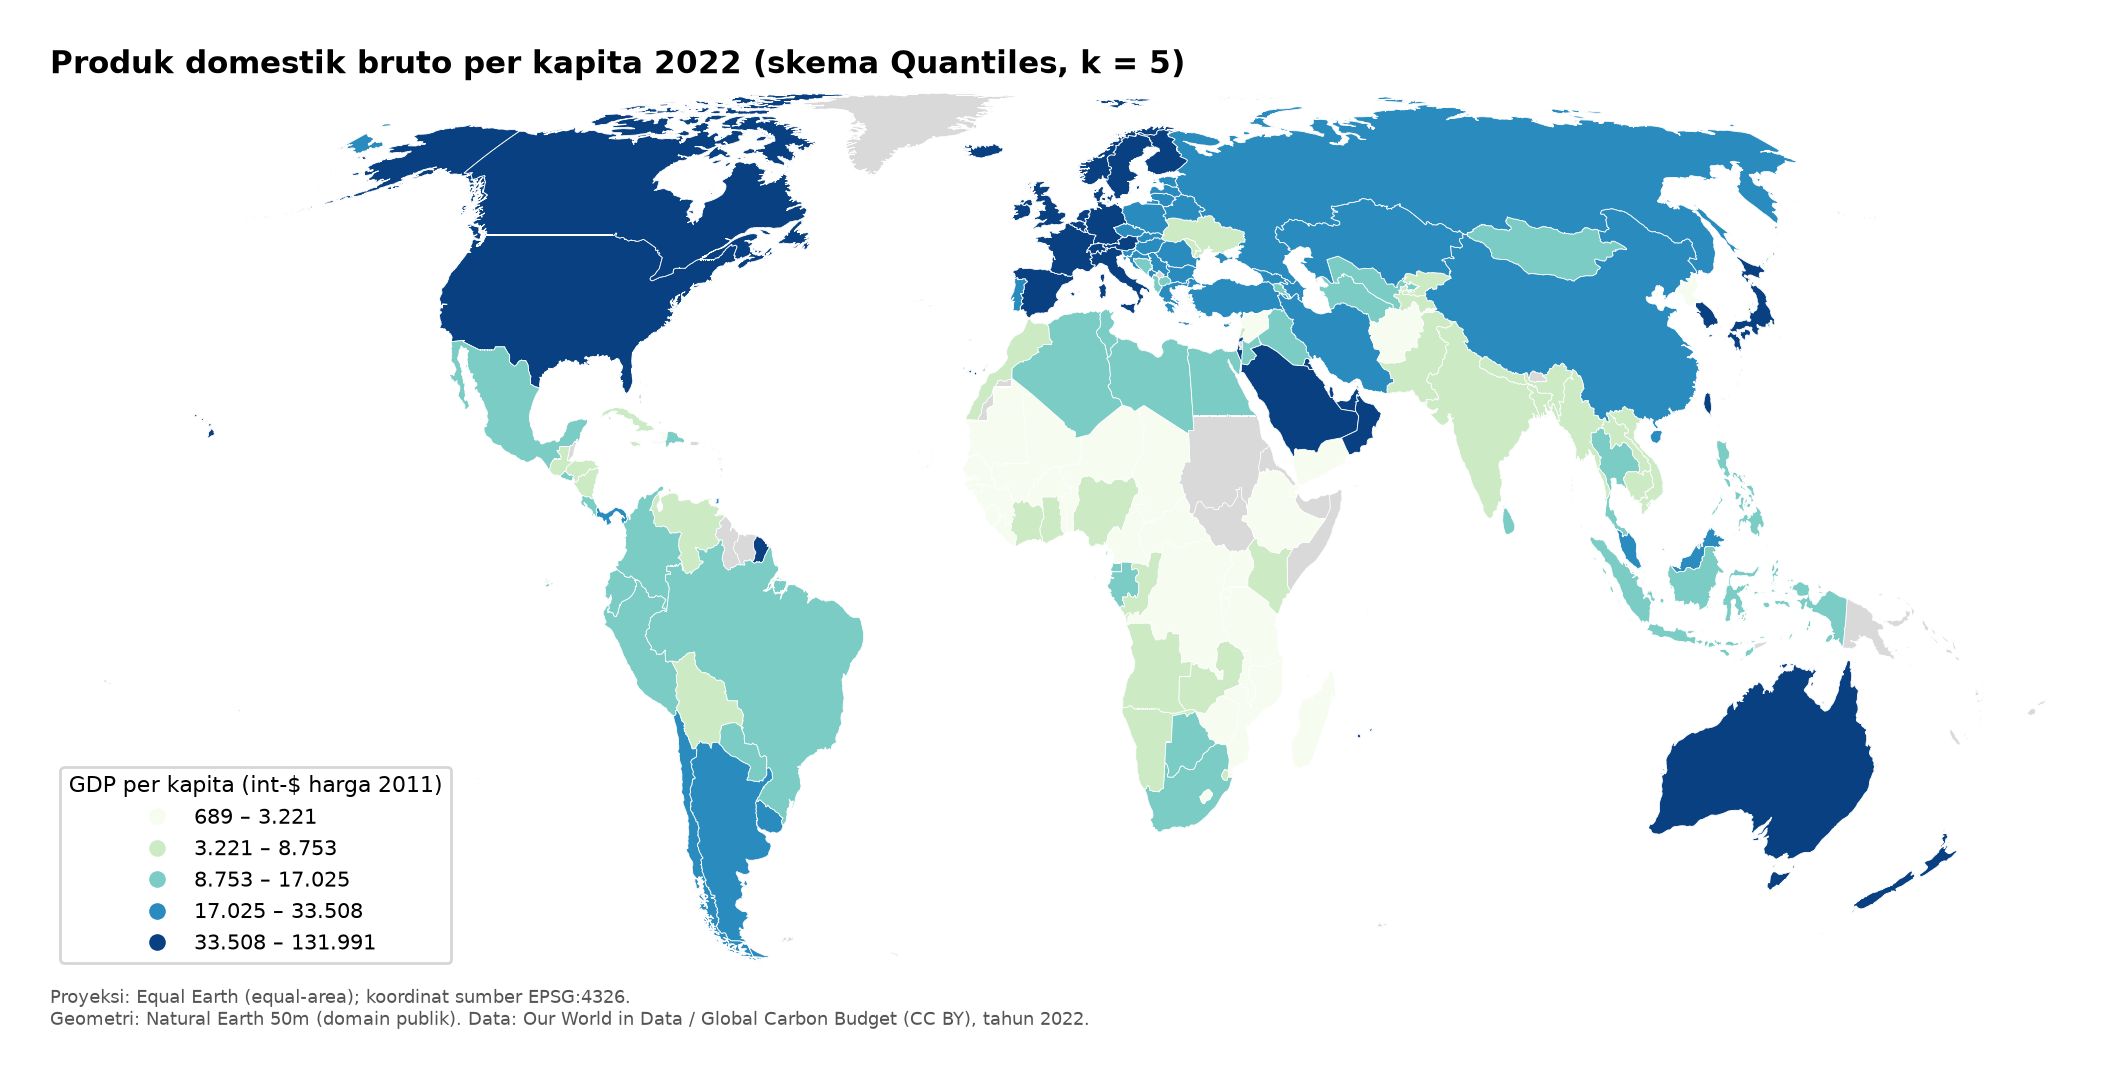 Produk domestik bruto per kapita 2022 (skema Quantiles, k = 5)
GDP per kapita (int-$ harga 2011)
689 – 3.221
3.221 – 8.753
8.753 – 17.025
17.025 – 33.508
33.508 – 131.991
Proyeksi: Equal Earth (equal-area); koordinat sumber EPSG:4326.
Geometri: Natural Earth 50m (domain publik). Data: Our World in Data / Global Carbon Budget (CC BY), tahun 2022.